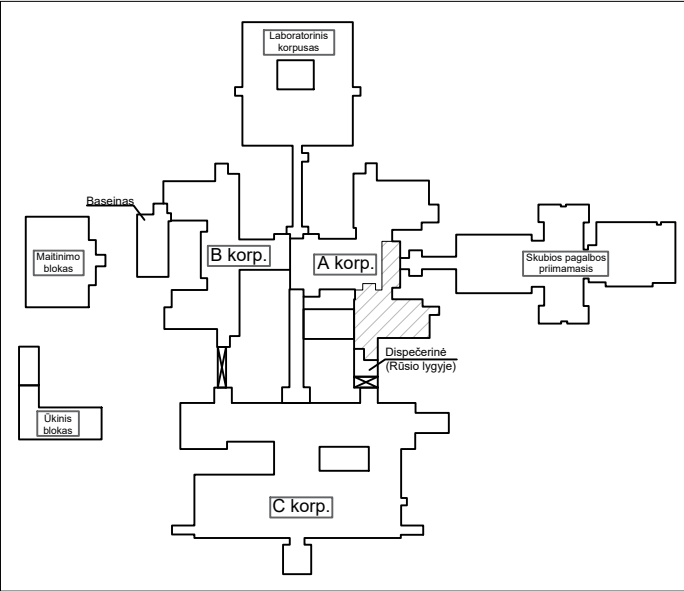 Laboratorinis
korpusas
Baseinas
Maitinimo
blokas
B korp.
A korp.
Skubios pagalbos
priimamasis
Dispečerinė
(Rūsio lygyje)
Ūkinis
blokas
C korp.